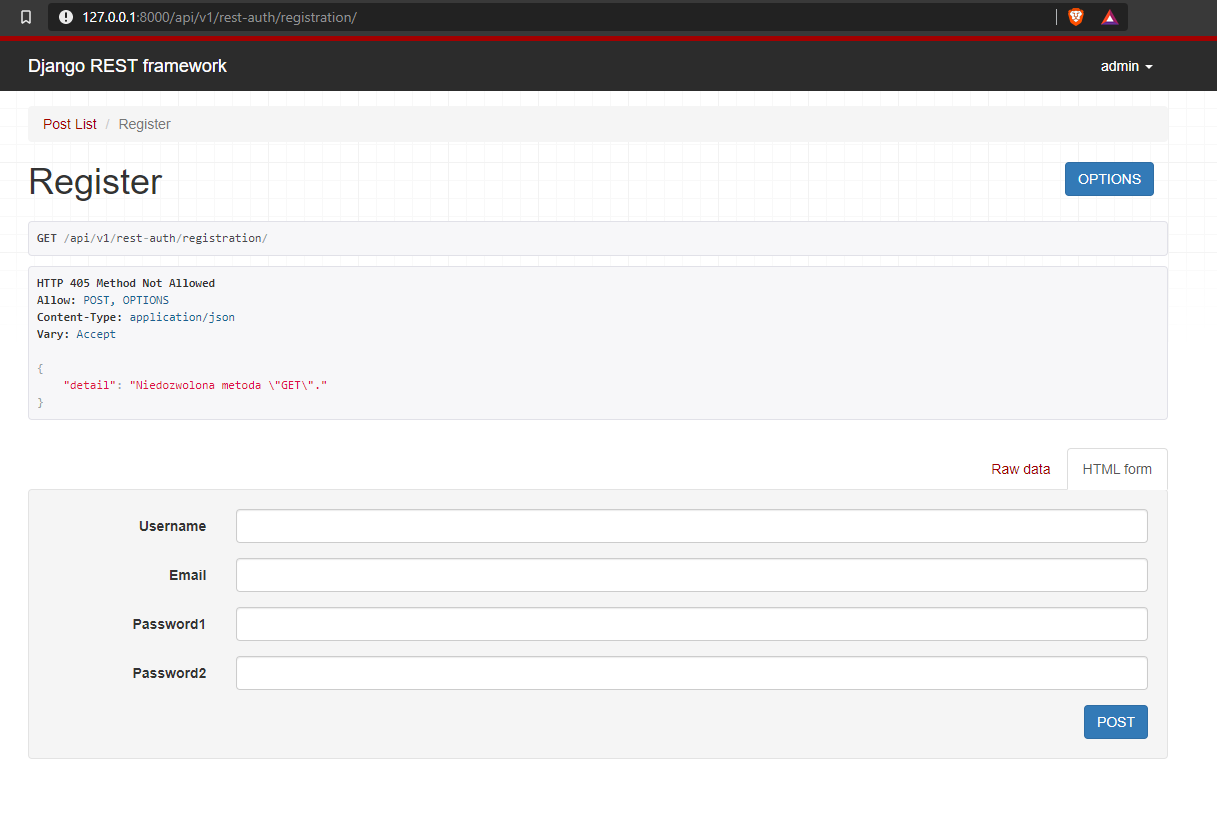 127.0.0.1:8000/api/v1/rest-auth/registration/
Django REST framework
admin
Post List / Register
Register
OPTIONS
GET /api/v1/rest-auth/registration/
HTTP 405 Method Not Allowed
Allow: POST, OPTIONS
Content-Type: application/json
Vary: Accept
{
"detail": "Niedozwolona metoda \"GET\"."
}
Raw data
HTML form
Username
Email
Password1
Password2
POST